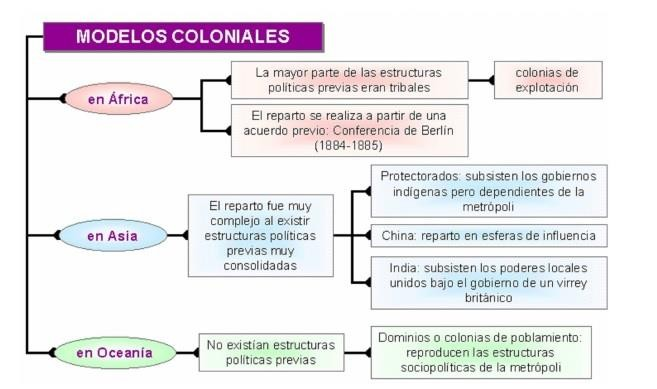 MODELOS COLONIALES
en África
La mayor parte de las estructuras
políticas previas eran tribales
colonias de
explotación
El reparto se realiza a partir de una
acuerdo previo: Conferencia de Berlín
(1884-1885)
en Asia
El reparto fue muy
complejo al existir
estructuras políticas
previas muy
consolidadas
Protectorados: subsisten los gobiernos
indígenas pero dependientes de la
metrópoli
China: reparto en esferas de influencia
India: subsisten los poderes locales
unidos bajo el gobierno de un virrey
británico
en Oceanía
No existían estructuras
políticas previas
Dominios o colonias de poblamiento:
reproducen las estructuras
sociopolíticas de la metrópoli